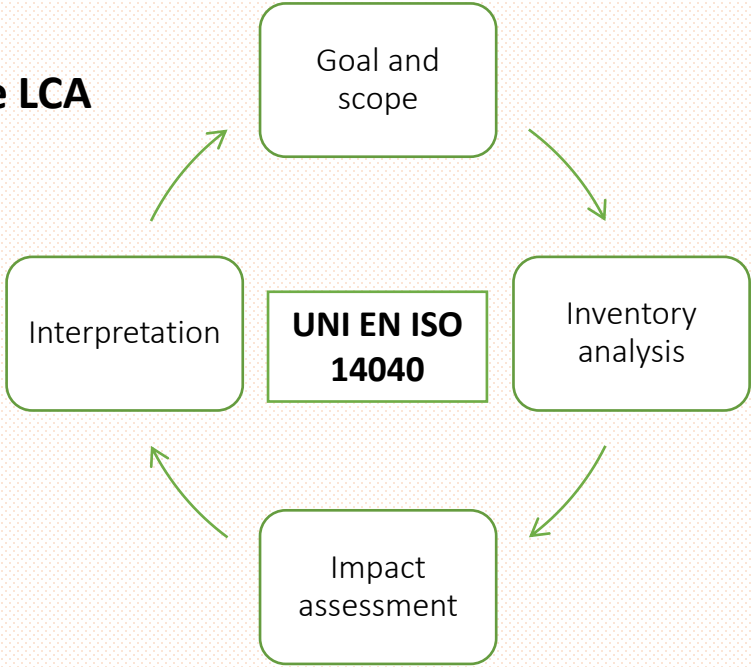 e LCA
Goal and
scope
Interpretation
UNI EN ISO
14040
Inventory
analysis
Impact
assessment